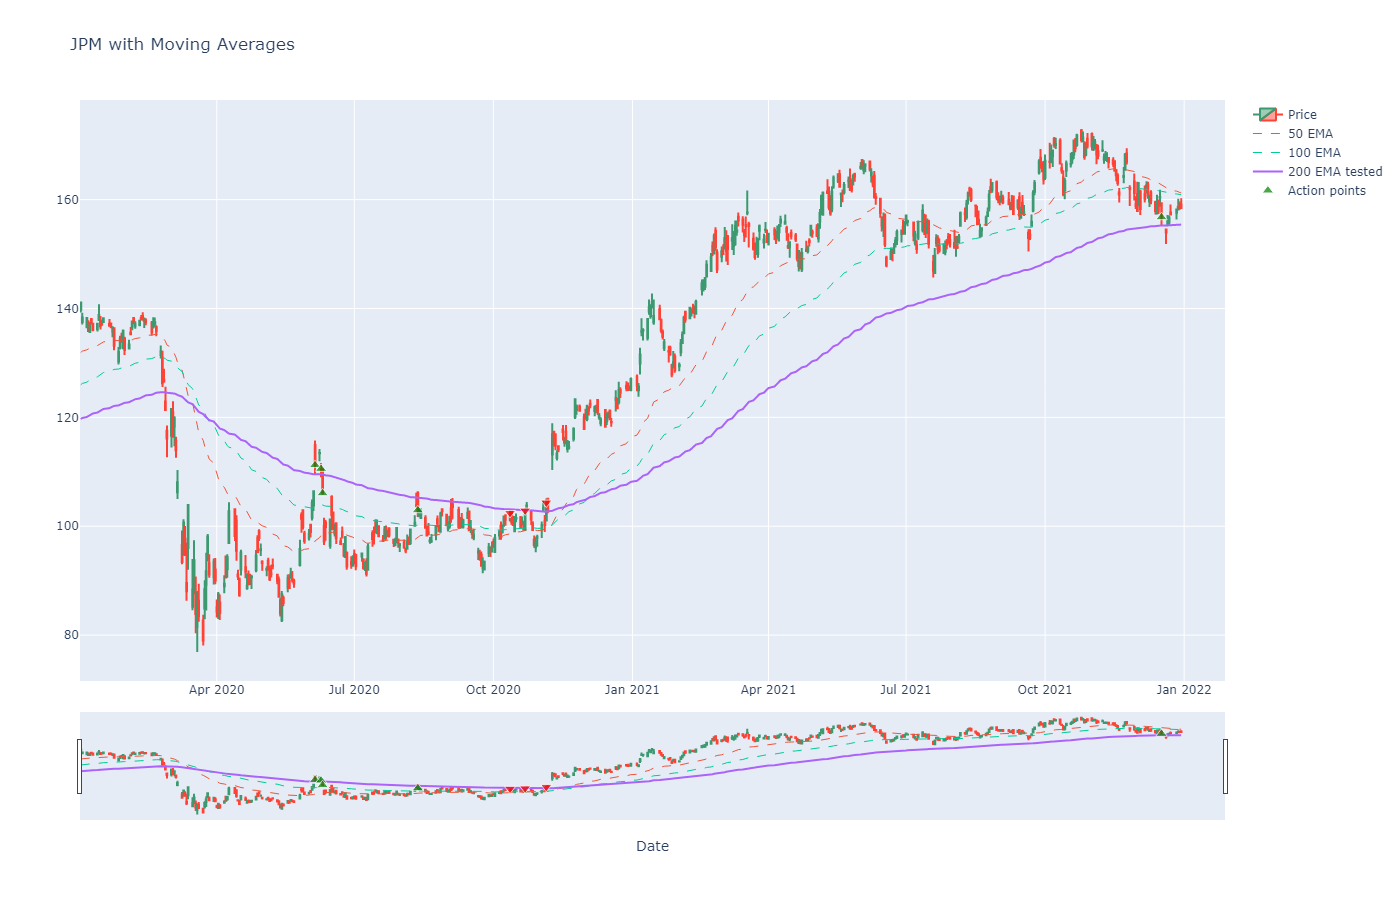 JPM with Moving Averages
Price
50 EMA
100 EMA
200 EMA tested
Action points
160
140
120
100
80
Apr 2020
Jul 2020
Oct 2020
Jan 2021
Apr 2021
Jul 2021
Oct 2021
Jan 2022
Date